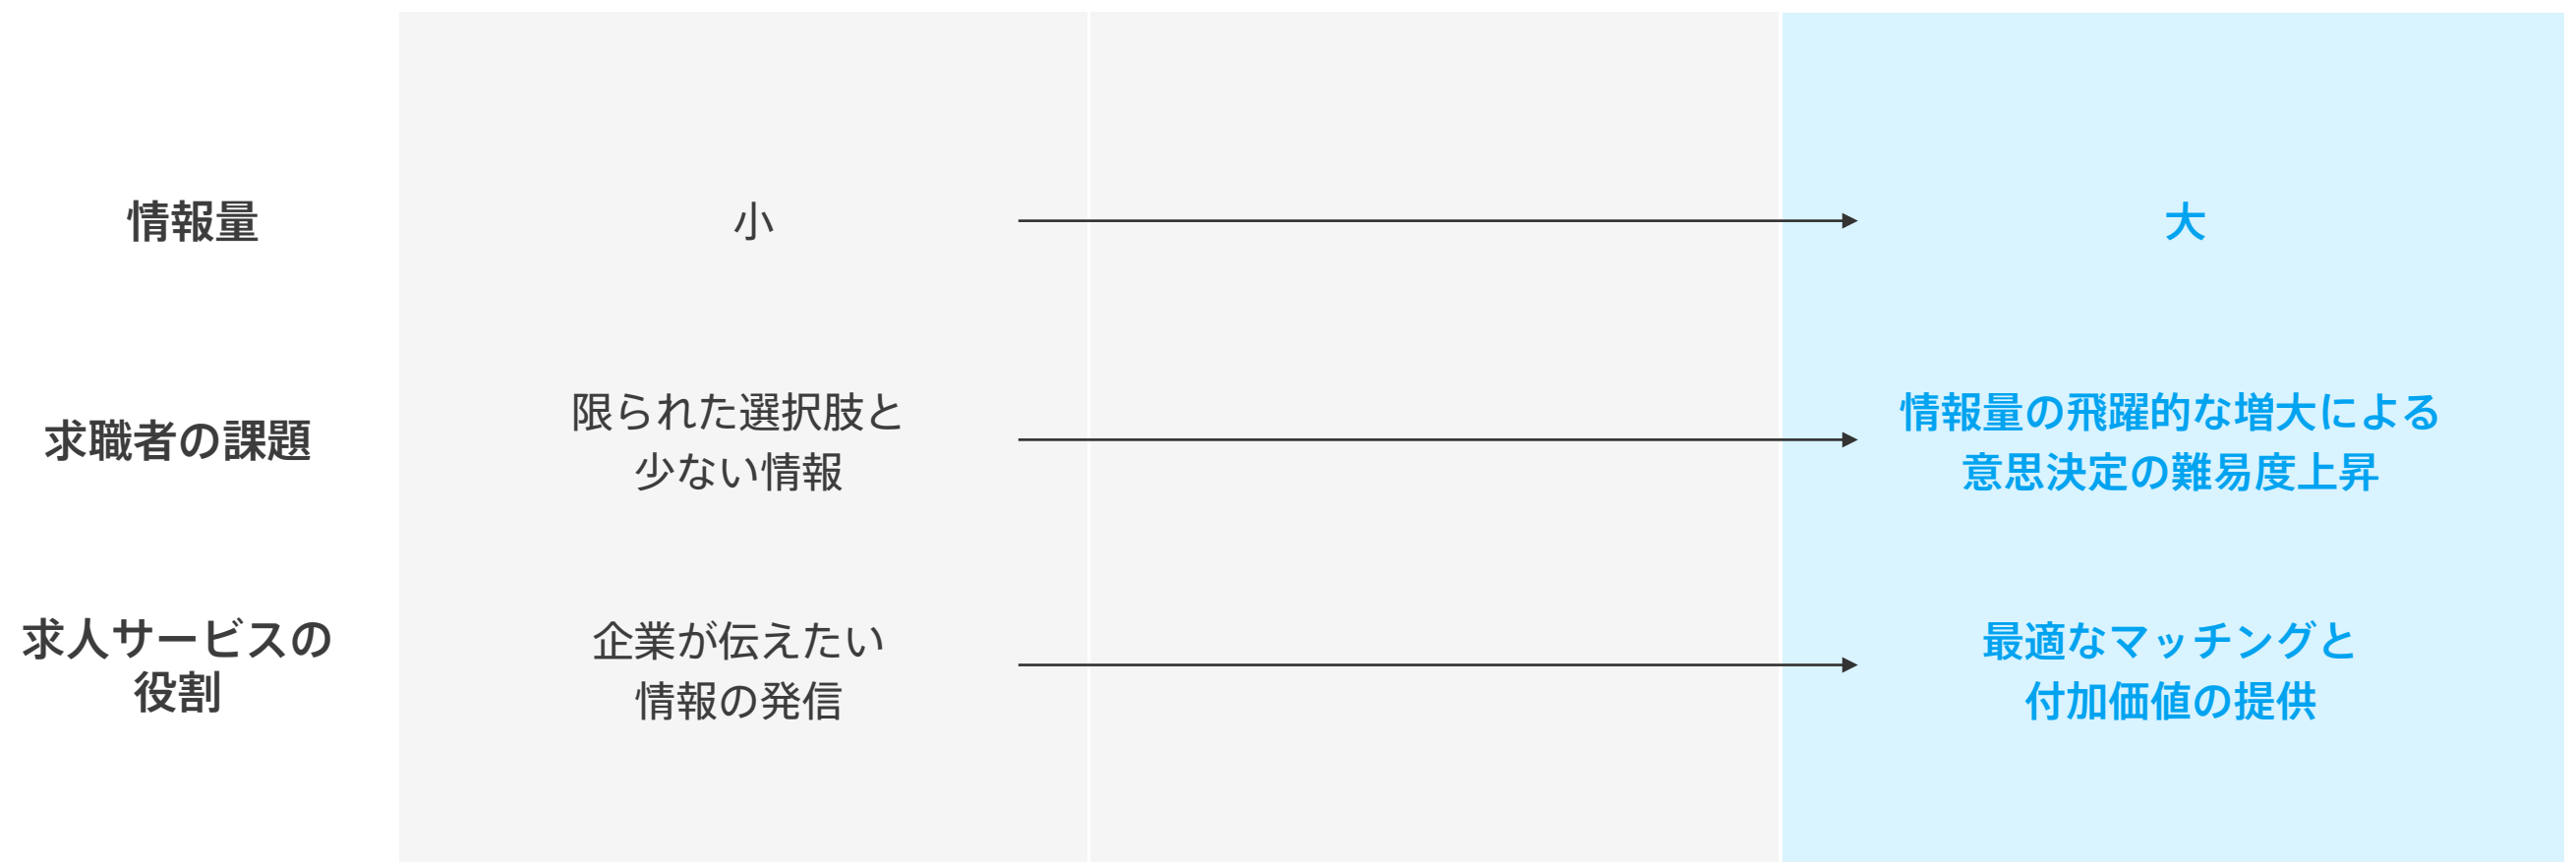 情報量
小
大
求職者の課題
限られた選択肢と
少ない情報
情報量の飛躍的な増大による
意思決定の難易度上昇
求人サービスの
役割
企業が伝えたい
情報の発信
最適なマッチングと
付加価値の提供